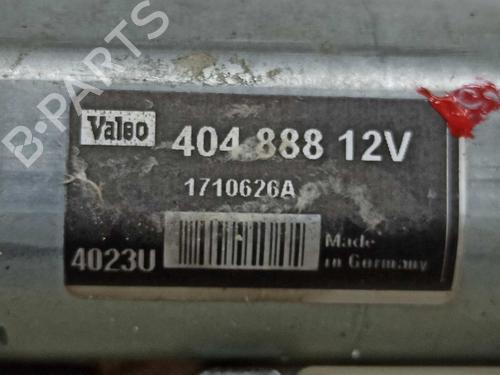 B-PARTS
Valeo
404 888 12V
1710626A
4023U
Made
in Germany